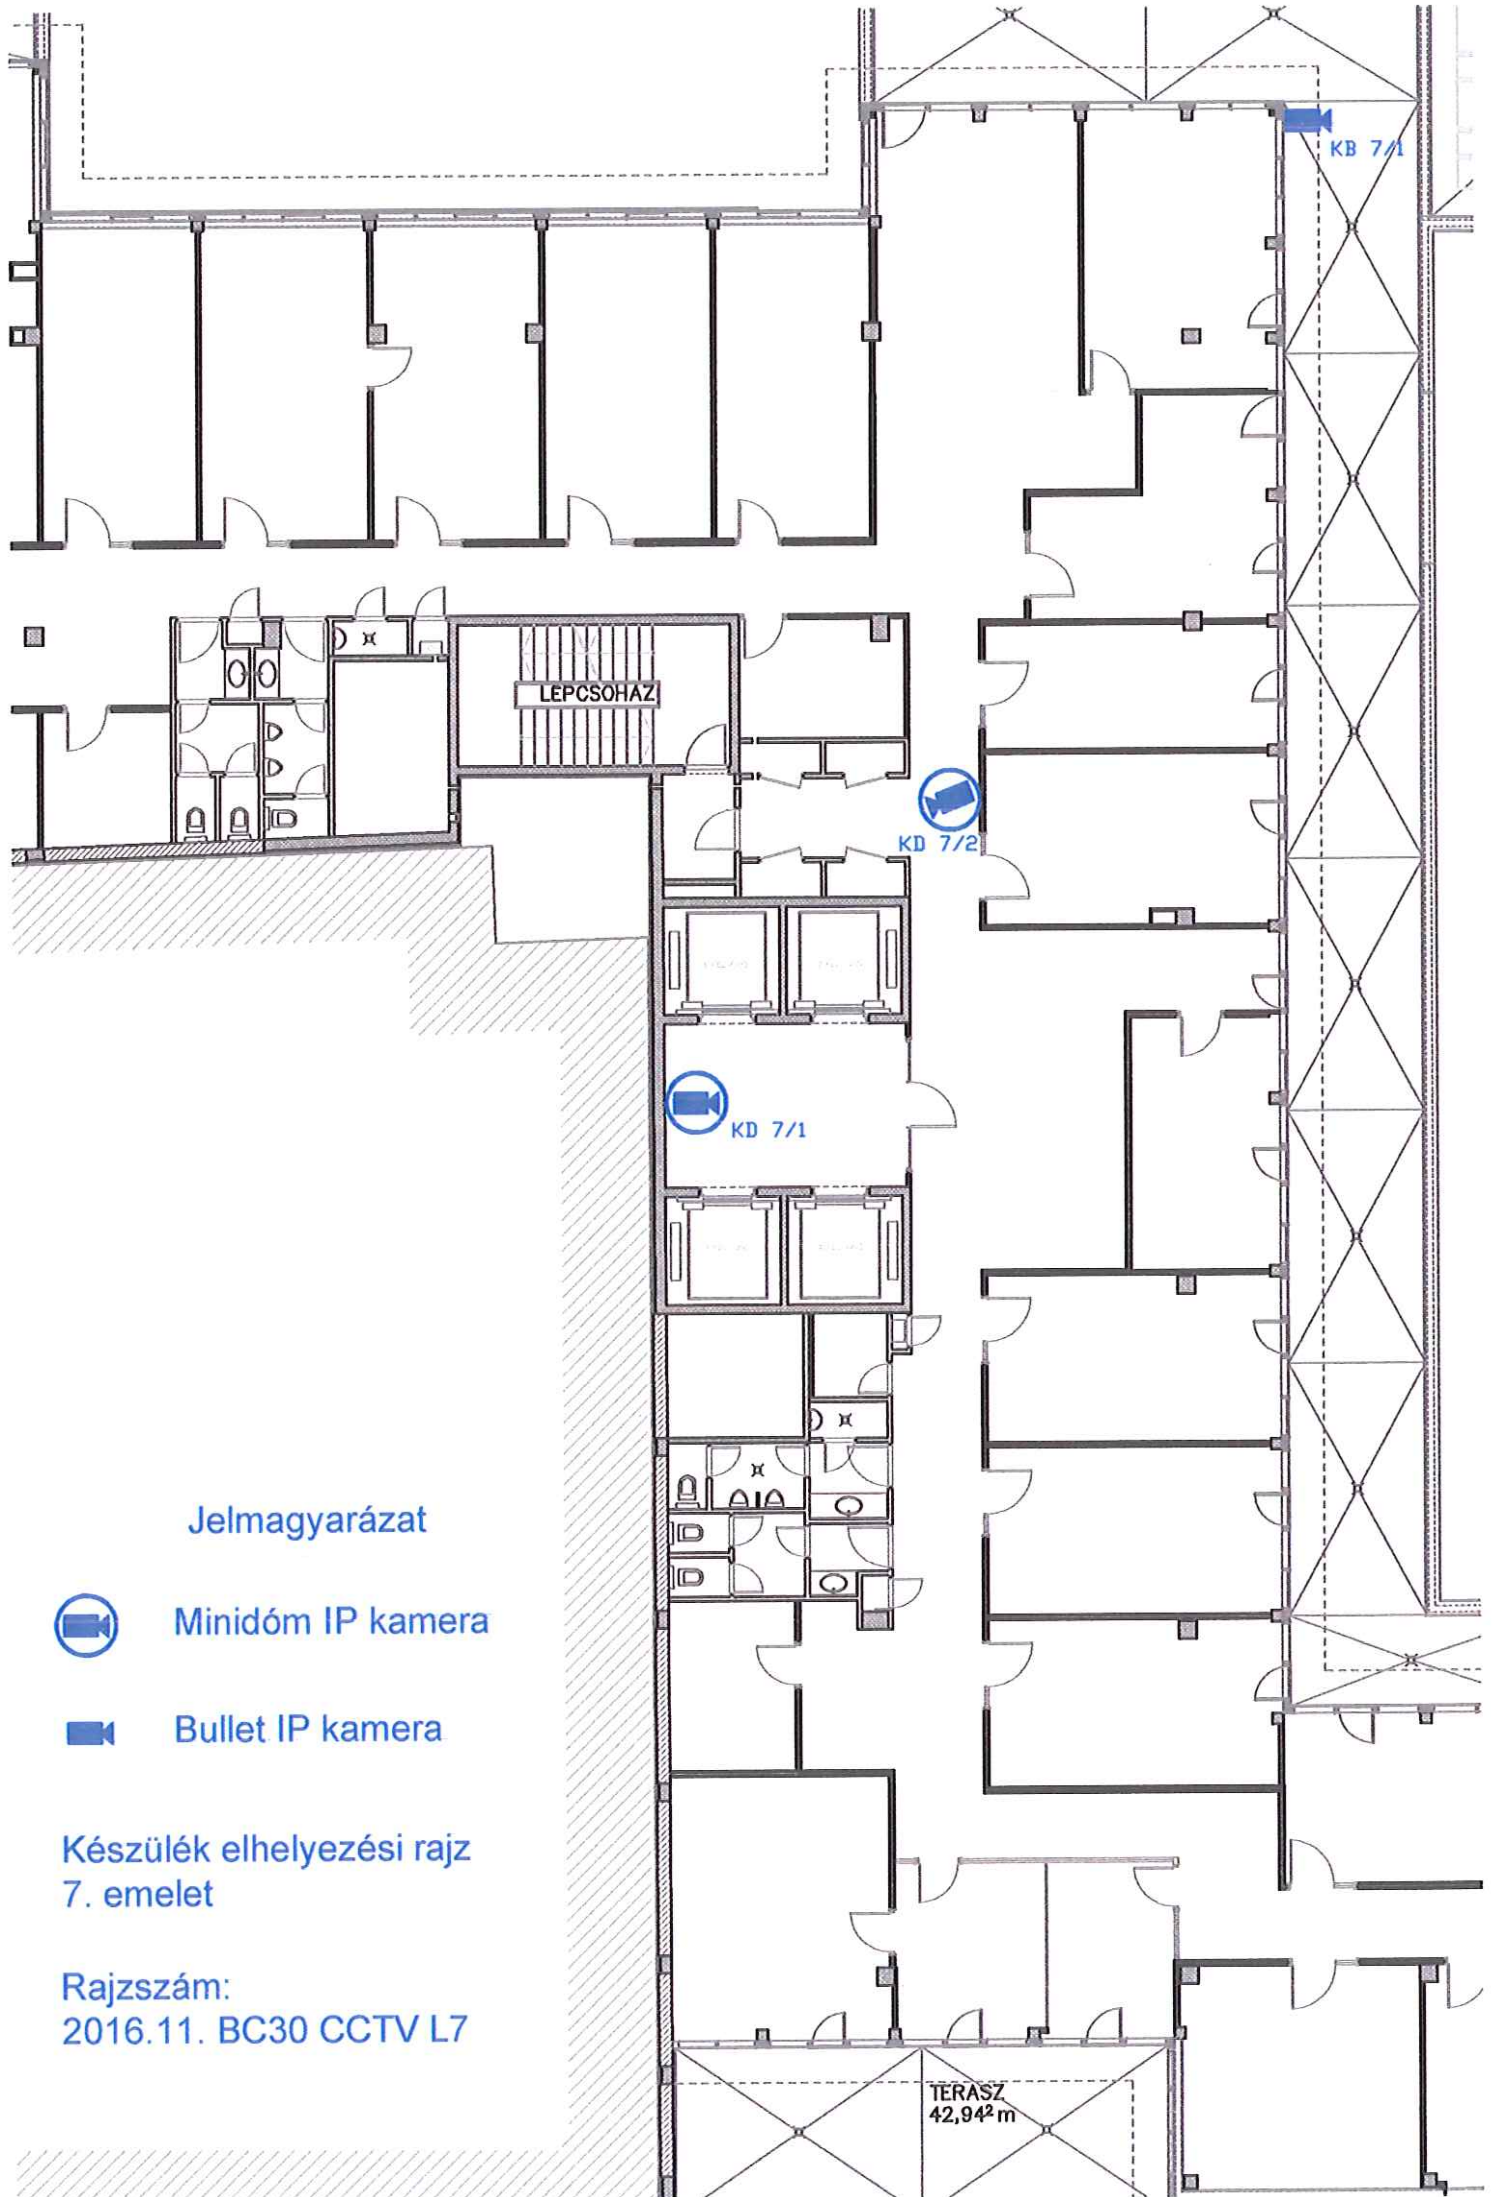 KB 7/1
LEPCSOHAZ
KD 7/2
KD 7/1
Jelmagyarázat
Minidóm IP kamera
Bullet IP kamera
Készülék elhelyezési rajz
7. emelet
Rajzszám:
2016.11. BC30 CCTV L7
TERASZ
42,94² m